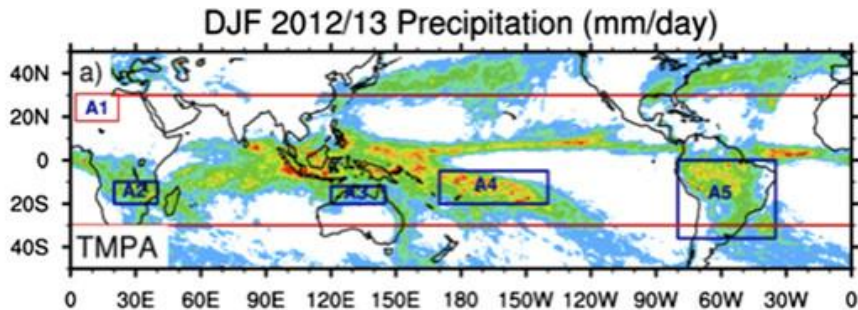 DJF 2012/13 Precipitation (mm/day)
a)
40N
20N
0
20S
40S
A1
A2
A3
A4
A5
TMPA
0 30E 60E 90E 120E 150E 180 150W 120W 90W 60W 30W 0